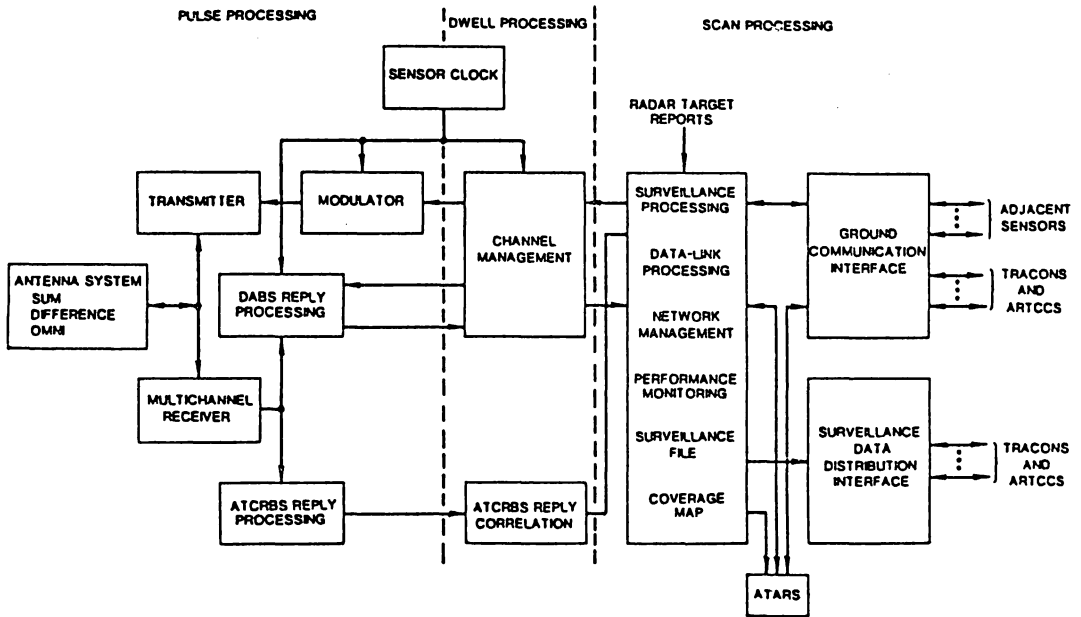 PULSE PROCESSING
DWELL PROCESSING
SCAN PROCESSING
SENSOR CLOCK
RADAR TARGET
REPORTS
TRANSMITTER
MODULATOR
CHANNEL
MANAGEMENT
SURVEILLANCE
PROCESSING
DATA-LINK
PROCESSING
NETWORK
MANAGEMENT
PERFORMANCE
MONITORING
SURVEILLANCE
FILE
COVERAGE
MAP
GROUND
COMMUNICATION
INTERFACE
ADJACENT
SENSORS
TRACONS
AND
ARTCCS
ANTENNA SYSTEM
SUM
DIFFERENCE
OMNI
DABS REPLY
PROCESSING
MULTICHANNEL
RECEIVER
SURVEILLANCE
DATA
DISTRIBUTION
INTERFACE
TRACONS
AND
ARTCCS
ATCRBS REPLY
PROCESSING
ATCRBS REPLY
CORRELATION
ATARS